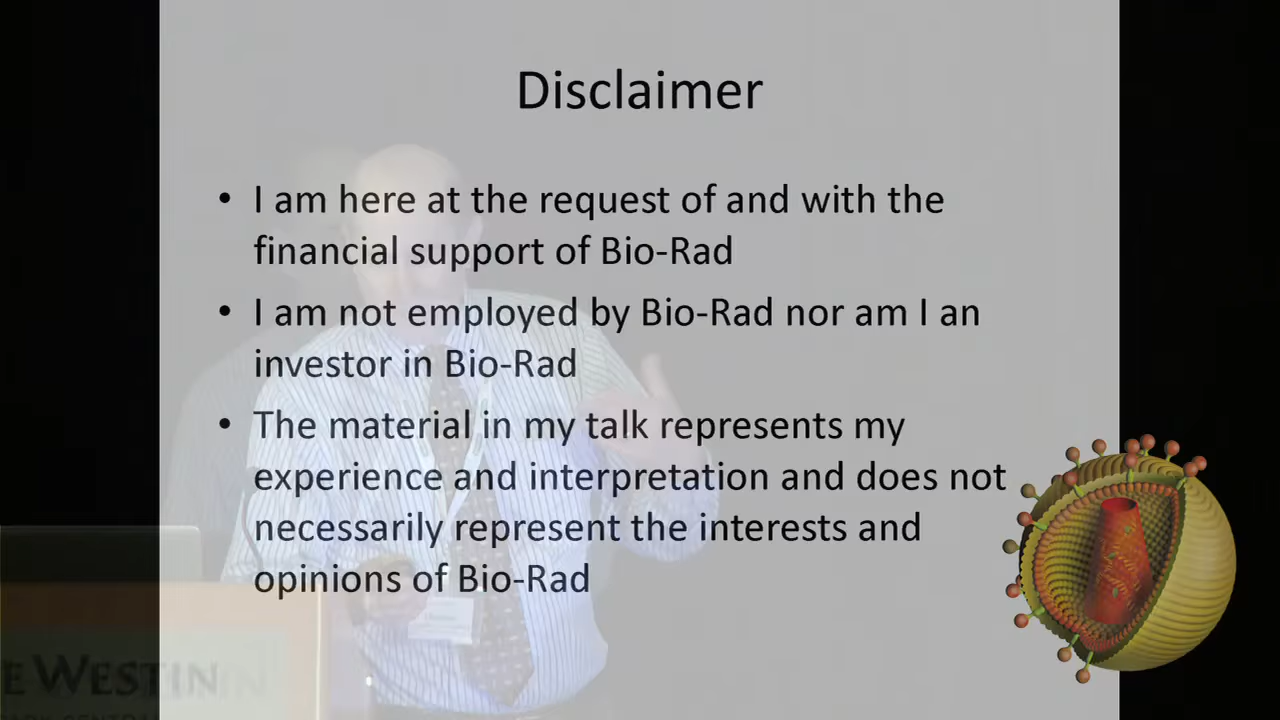 Disclaimer
• I am here at the request of and with the
financial support of Bio-Rad
• I am not employed by Bio-Rad nor am I an
investor in Bio-Rad
• The material in my talk represents my
experience and interpretation and does not
necessarily represent the interests and
opinions of Bio-Rad
E WESTIN